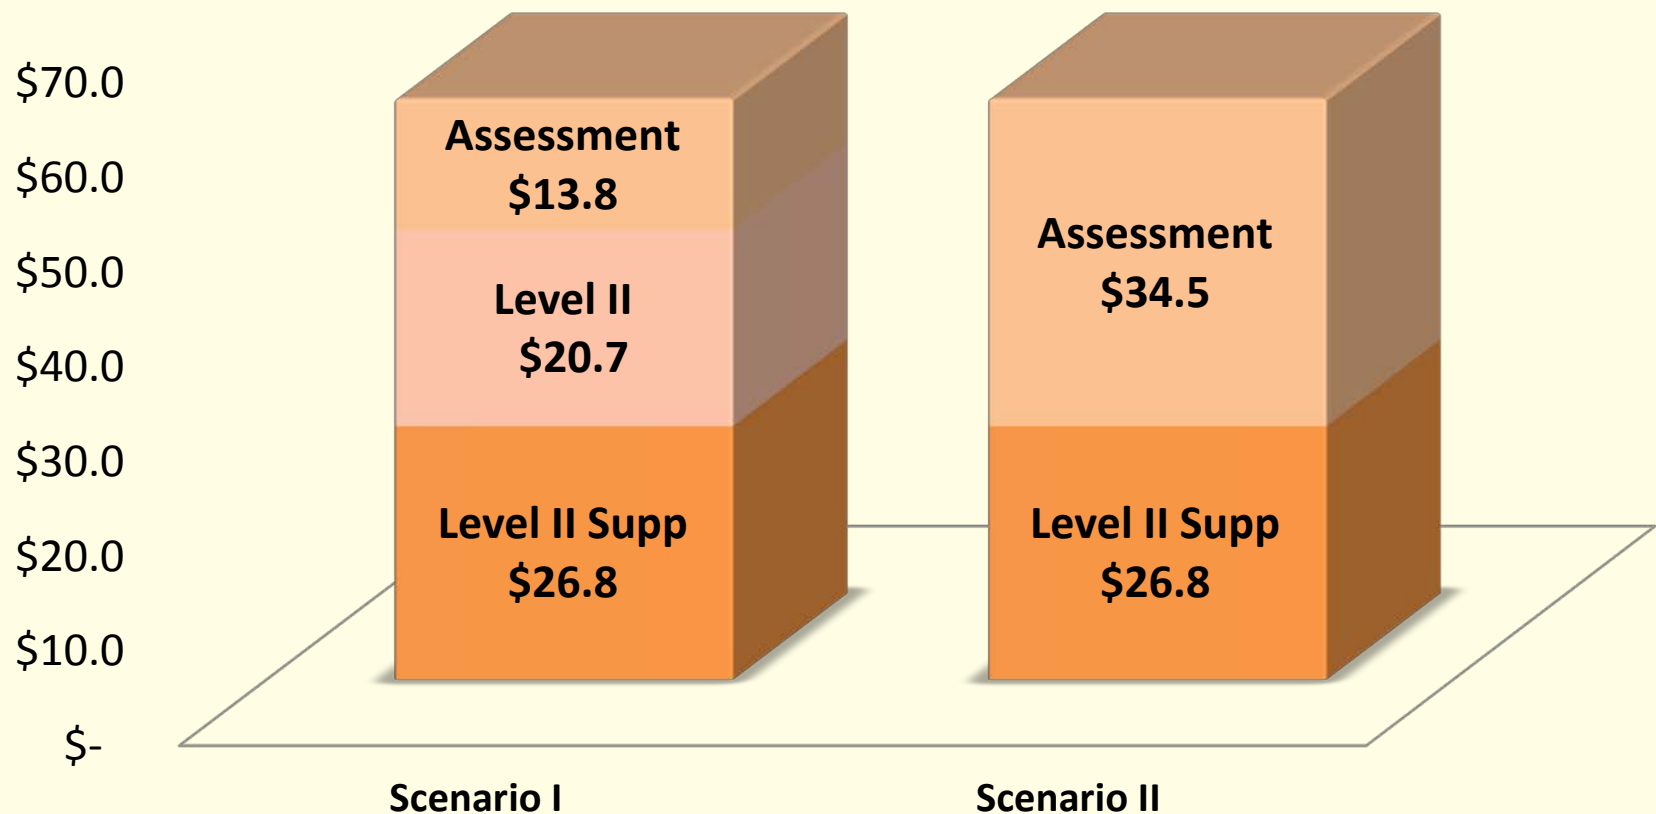 $70.0
$60.0
$50.0
$40.0
$30.0
$20.0
$10.0
$-
Assessment
$13.8
Level II
$20.7
Level II Supp
$26.8
Assessment
$34.5
Level II Supp
$26.8
Scenario I
Scenario II